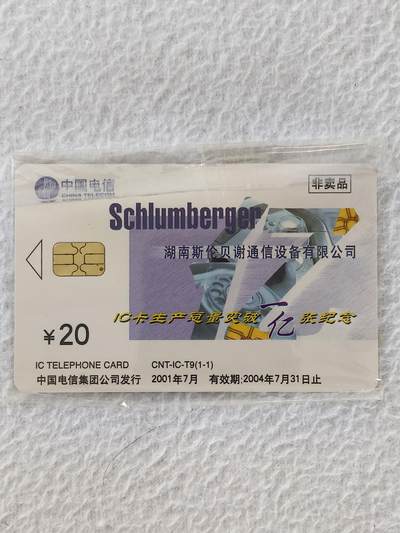 中国电信
CHINA TELECOM
非卖品
Schlumberger
湖南斯伦贝谢通信设备有限公司
IC卡生产总量突破一亿张纪念
¥20
IC TELEPHONE CARD CNT-IC-T9(1-1)
中国电信集团公司发行 2001年7月 有效期:2004年7月31日止